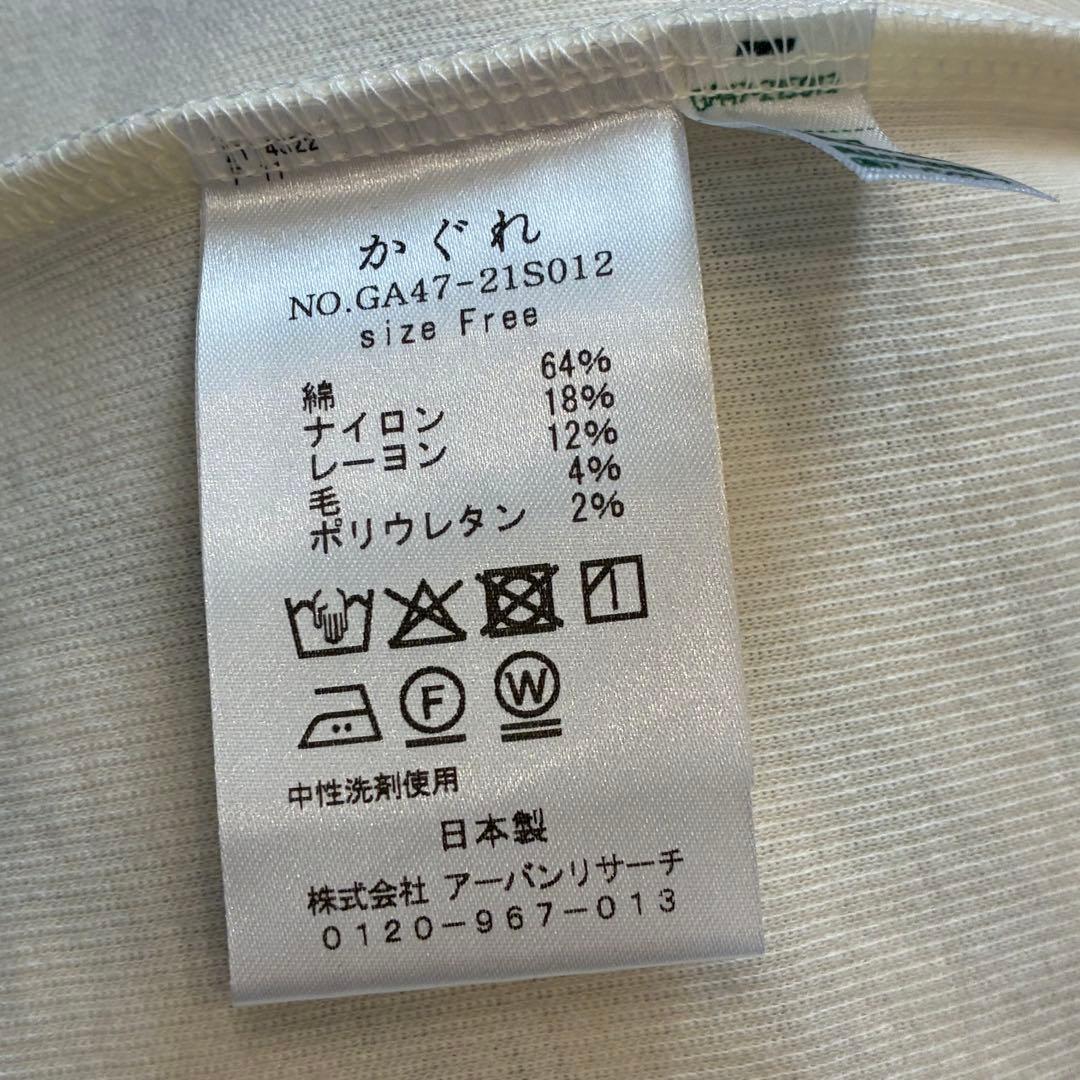 GA47-21S012
かぐれ
NO.GA47-21S012
size Free
綿 64%
ナイロン 18%
レーヨン 12%
毛 4%
ポリウレタン 2%
F W
中性洗剤使用
日本製
株式会社 アーバンリサーチ
0120-967-013